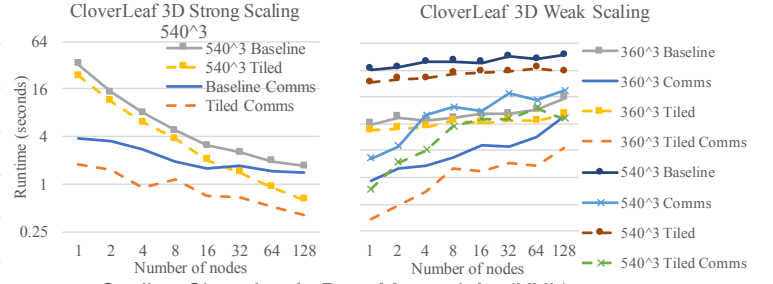 CloverLeaf 3D Strong Scaling
540^3
64
16
4
1
0.25
Runtime (seconds)
540^3 Baseline
540^3 Tiled
Baseline Comms
Tiled Comms
1 2 4 8 16 32 64 128
Number of nodes
CloverLeaf 3D Weak Scaling
360^3 Baseline
360^3 Comms
360^3 Tiled
360^3 Tiled Comms
540^3 Baseline
540^3 Comms
540^3 Tiled
540^3 Tiled Comms
1 2 4 8 16 32 64 128
Number of nodes